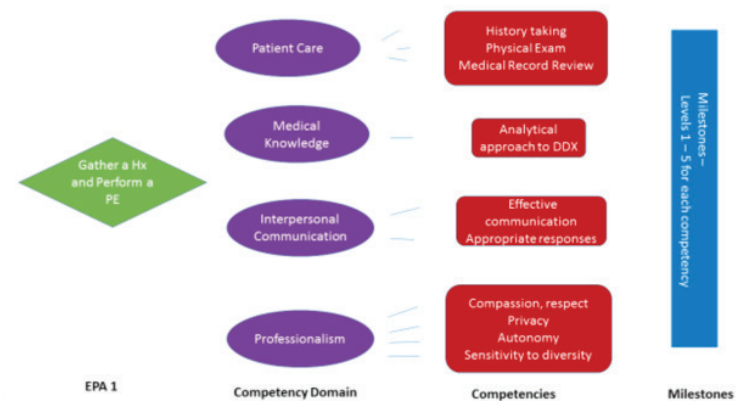 Gather a Hx
and Perform a
PE
EPA 1
Patient Care
Medical
Knowledge
Interpersonal
Communication
Professionalism
Competency Domain
History taking
Physical Exam
Medical Record Review
Analytical
approach to DDX
Effective
communication
Appropriate responses
Compassion, respect
Privacy
Autonomy
Sensitivity to diversity
Competencies
Milestones –
Levels 1 – 5 for each competency
Milestones